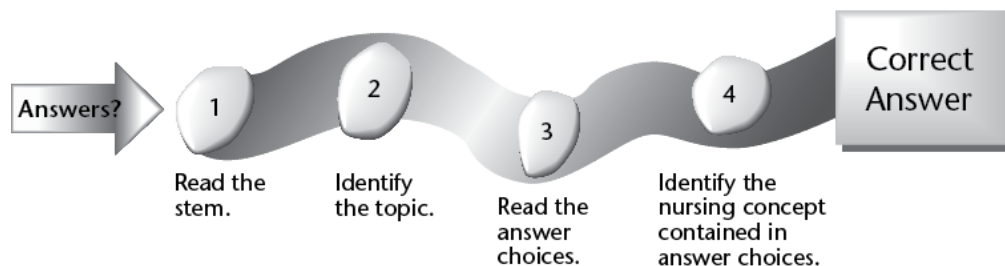 Answers?
1
Read the
stem.
2
Identify
the topic.
3
Read the
answer
choices.
4
Identify the
nursing concept
contained in
answer choices.
Correct
Answer